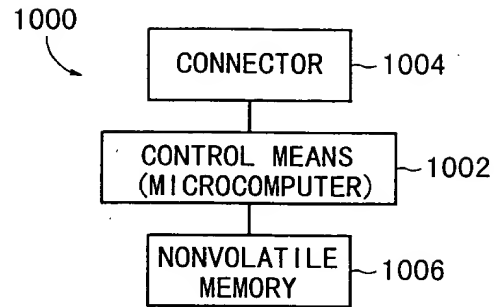 1000
CONNECTOR
1004
CONTROL MEANS
(MICROCOMPUTER)
1002
NONVOLATILE
MEMORY
1006